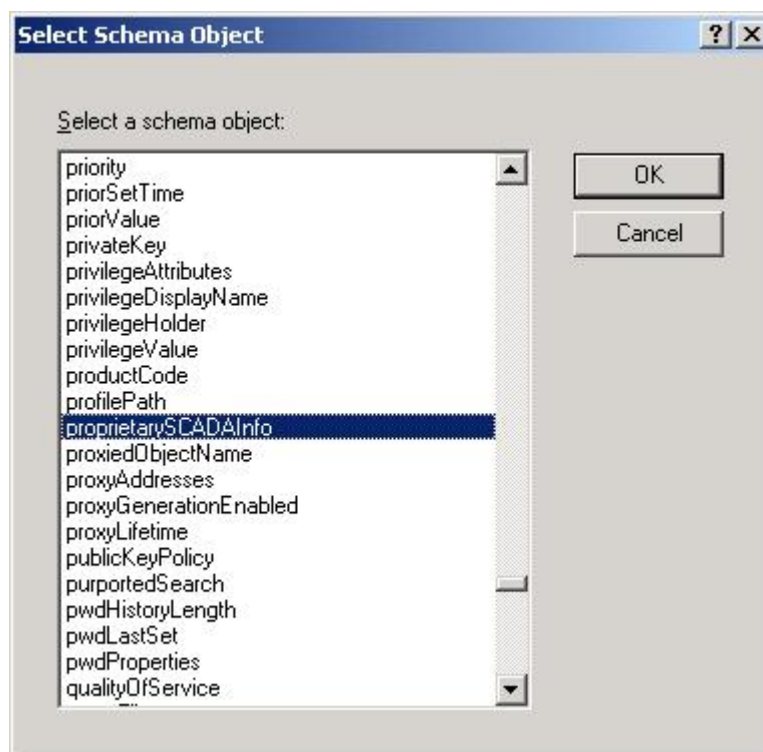 Select Schema Object
Select a schema object:
priority
priorSetTime
priorValue
privateKey
privilegeAttributes
privilegeDisplayName
privilegeHolder
privilegeValue
productCode
profilePath
proprietarySCADAInfo
proxiedObjectName
proxyAddresses
proxyGenerationEnabled
proxyLifetime
publicKeyPolicy
purportedSearch
pwdHistoryLength
pwdLastSet
pwdProperties
qualityOfService
OK
Cancel